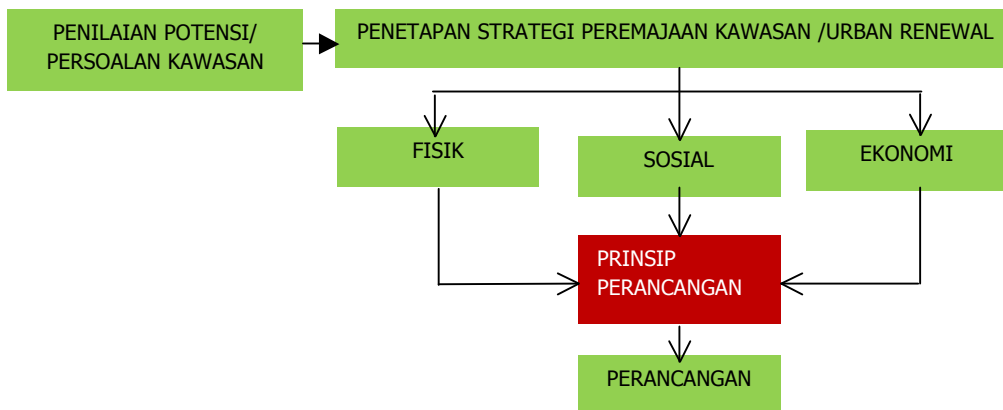 PENILAIAN POTENSI/
PERSOALAN KAWASAN
PENETAPAN STRATEGI PEREMAJAAN KAWASAN /URBAN RENEWAL
FISIK
SOSIAL
EKONOMI
PRINSIP
PERANCANGAN
PERANCANGAN